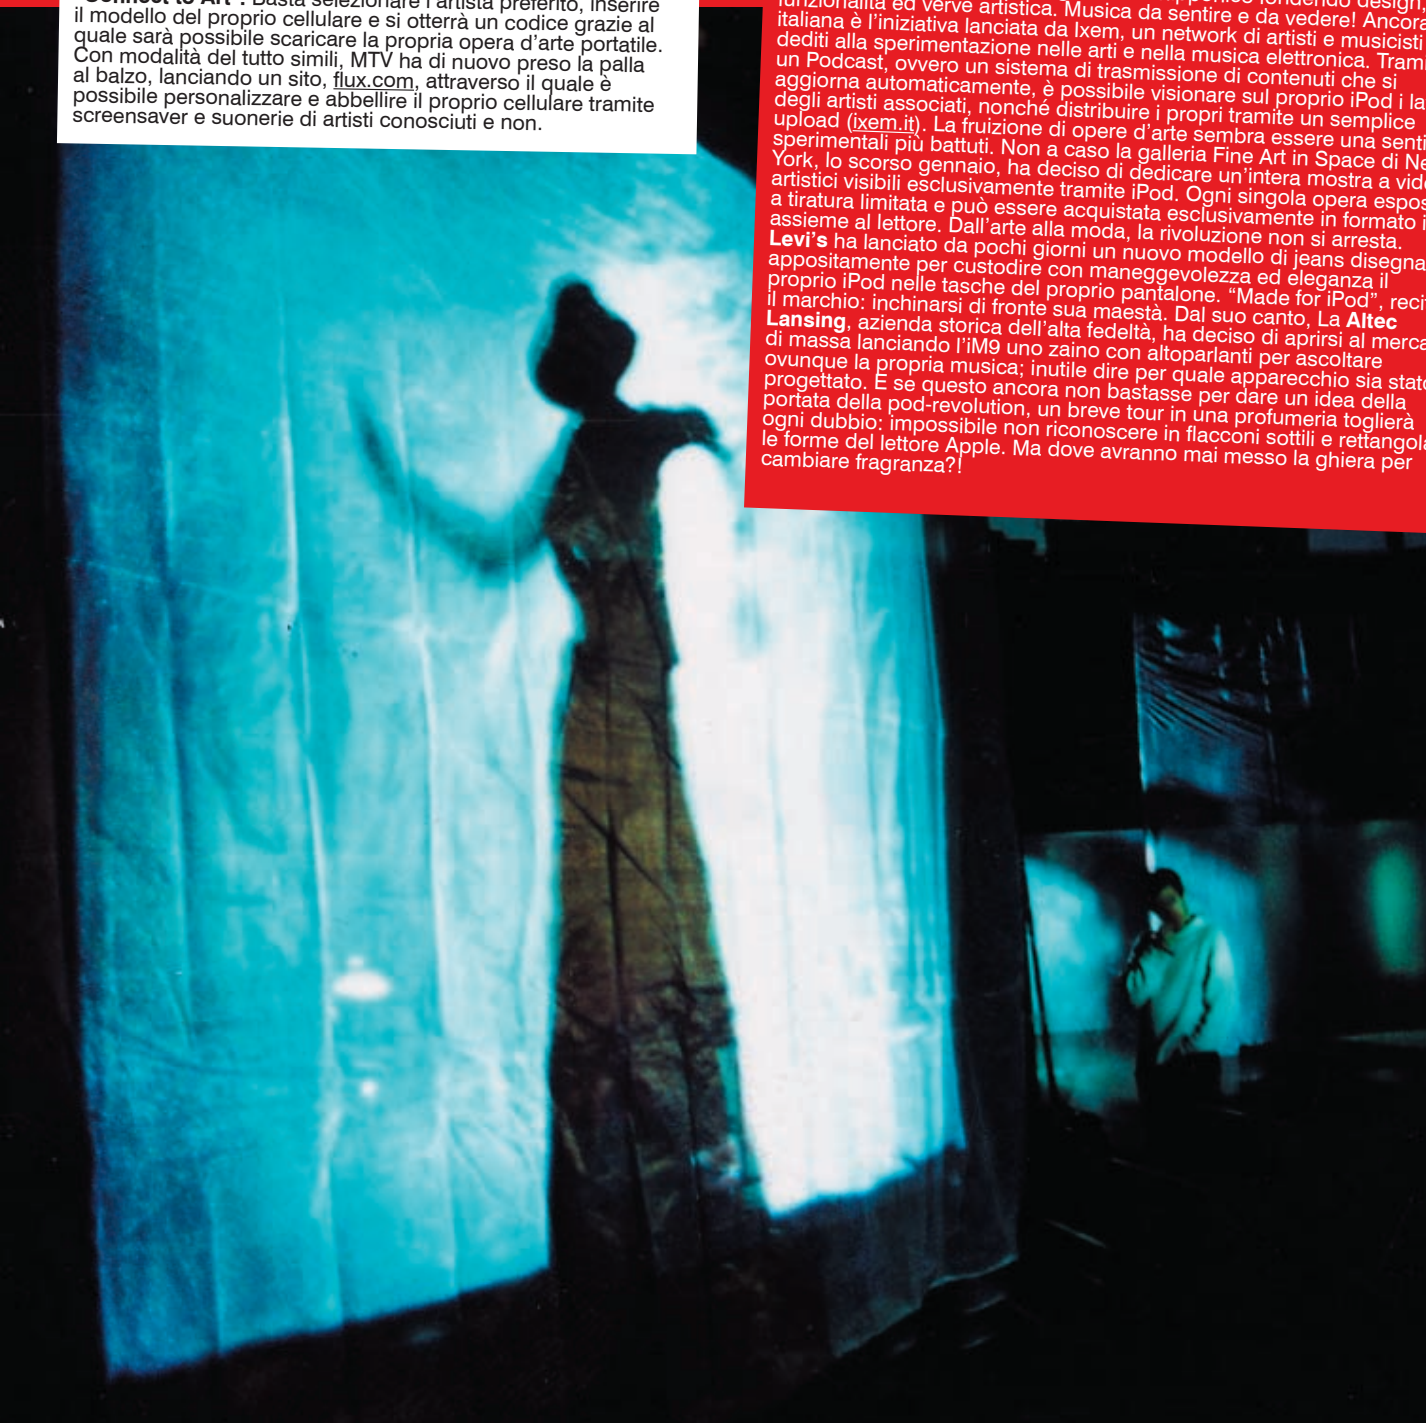 "Connect to Art". Basta selezionare l'artista preferito, inserire
il modello del proprio cellulare e si otterrà un codice grazie al
quale sarà possibile scaricare la propria opera d'arte portatile.
Con modalità del tutto simili, MTV ha di nuovo preso la palla
al balzo, lanciando un sito, flux.com, attraverso il quale è
possibile personalizzare e abbellire il proprio cellulare tramite
screensaver e suonerie di artisti conosciuti e non.
fondendo design,
funzionalità ed verve artistica. Musica da sentire e da vedere! Ancora
italiana è l'iniziativa lanciata da Ixem, un network di artisti e musicisti
dediti alla sperimentazione nelle arti e nella musica elettronica. Trami
un Podcast, ovvero un sistema di trasmissione di contenuti che si
aggiorna automaticamente, è possibile visionare sul proprio iPod i la
degli artisti associati, nonché distribuire i propri tramite un semplice
upload (ixem.it). La fruizione di opere d'arte sembra essere una senti
sperimentali più battuti. Non a caso la galleria Fine Art in Space di Ne
York, lo scorso gennaio, ha deciso di dedicare un'intera mostra a vide
artistici visibili esclusivamente tramite iPod. Ogni singola opera espos
a tiratura limitata e può essere acquistata esclusivamente in formato i
assieme al lettore. Dall'arte alla moda, la rivoluzione non si arresta.
Levi's ha lanciato da pochi giorni un nuovo modello di jeans disegna
appositamente per custodire con maneggevolezza ed eleganza il
proprio iPod nelle tasche del proprio pantalone. "Made for iPod", reci
il marchio: inchinarsi di fronte sua maestà. Dal suo canto, La Altec
Lansing, azienda storica dell'alta fedeltà, ha deciso di aprirsi al merca
di massa lanciando l'iM9 uno zaino con altoparlanti per ascoltare
ovunque la propria musica; inutile dire per quale apparecchio sia stato
progettato. E se questo ancora non bastasse per dare un idea della
portata della pod-revolution, un breve tour in una profumeria toglierà
ogni dubbio: impossibile non riconoscere in flacconi sottili e rettangola
le forme del lettore Apple. Ma dove avranno mai messo la ghiera per
cambiare fragranza?!